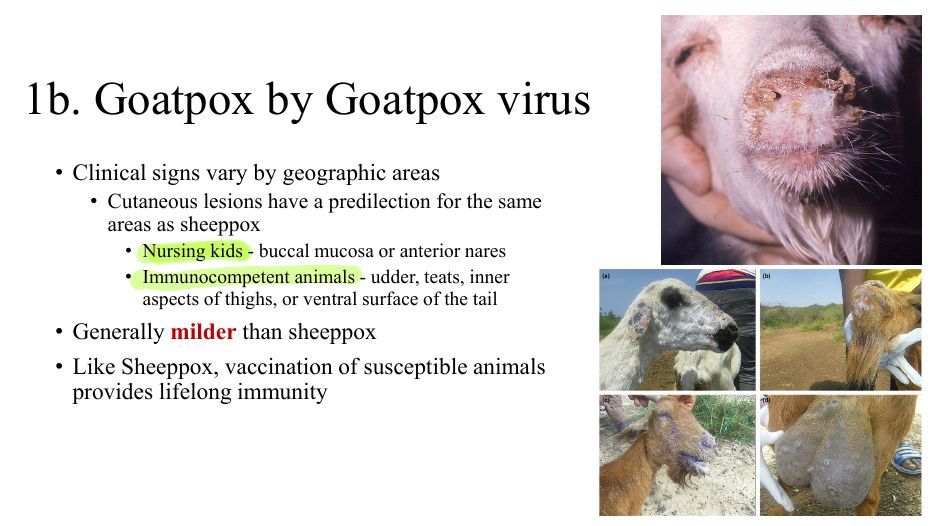 1b. Goatpox by Goatpox virus
• Clinical signs vary by geographic areas
• Cutaneous lesions have a predilection for the same
areas as sheeppox
• Nursing kids - buccal mucosa or anterior nares
• Immunocompetent animals - udder, teats, inner
aspects of thighs, or ventral surface of the tail
• Generally milder than sheeppox
• Like Sheeppox, vaccination of susceptible animals
provides lifelong immunity
(a)
(b)
(c)
(d)